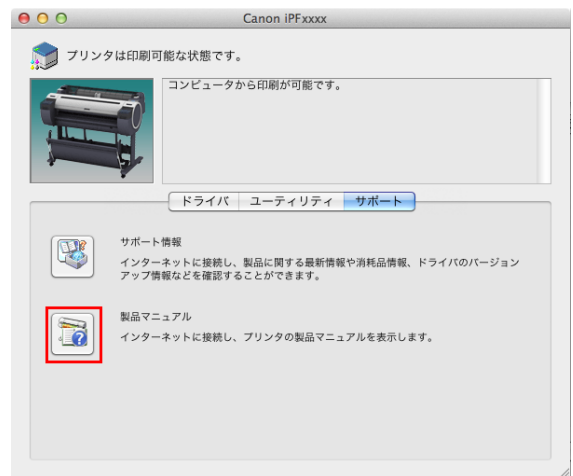 Canon iPFxxxx
プリンタは印刷可能な状態です。
コンピュータから印刷が可能です。
ドライバ ユーティリティ サポート
サポート情報
インターネットに接続し、製品に関する最新情報や消耗品情報、ドライバのバージョン
アップ情報などを確認することができます。
製品マニュアル
インターネットに接続し、プリンタの製品マニュアルを表示します。